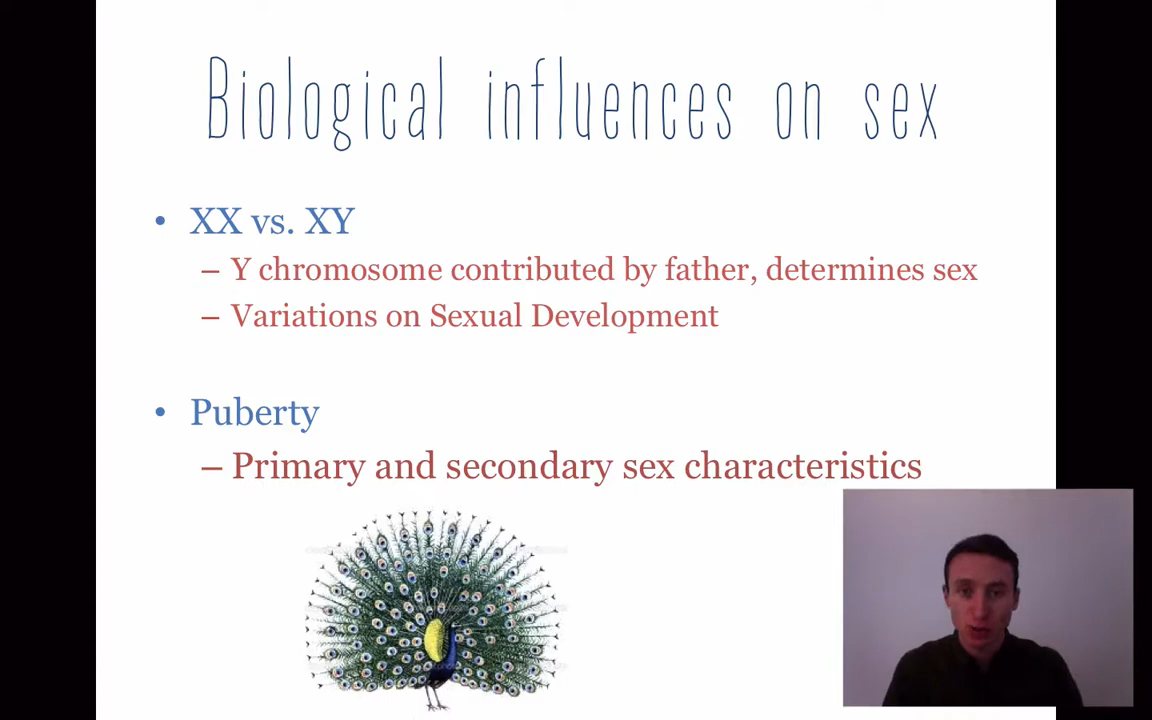 Biological influences on sex
• XX vs. XY
– Y chromosome contributed by father, determines sex
– Variations on Sexual Development
• Puberty
– Primary and secondary sex characteristics